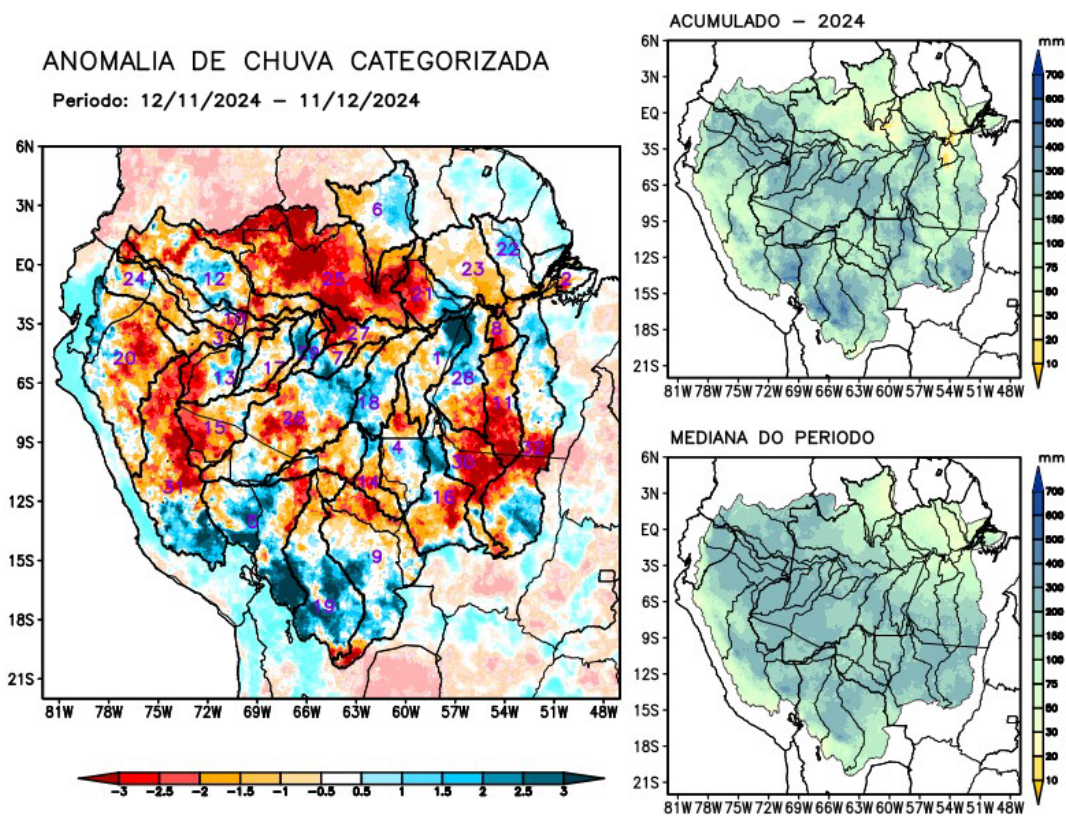 ANOMALIA DE CHUVA CATEGORIZADA
Periodo: 12/11/2024 – 11/12/2024
6N
3N
EQ
3S
6S
9S
12S
15S
18S
21S
81W 78W 75W 72W 69W 66W 63W 60W 57W 54W 51W 48W
6
22
24
12
25
23
2
21
8
3
27
20
7
1
13
17
28
18
11
15
26
4
32
30
31
14
16
9
19
−3 −2.5 −2 −1.5 −1 −0.5 0.5 1 1.5 2 2.5 3
ACUMULADO – 2024
mm
6N
3N
EQ
3S
6S
9S
12S
15S
18S
21S
81W 78W 75W 72W 69W 66W 63W 60W 57W 54W 51W 48W
700
600
500
400
300
200
150
100
75
50
30
20
10
MEDIANA DO PERIODO
mm
6N
3N
EQ
3S
6S
9S
12S
15S
18S
21S
81W 78W 75W 72W 69W 66W 63W 60W 57W 54W 51W 48W
700
600
500
400
300
200
150
100
75
50
30
20
10